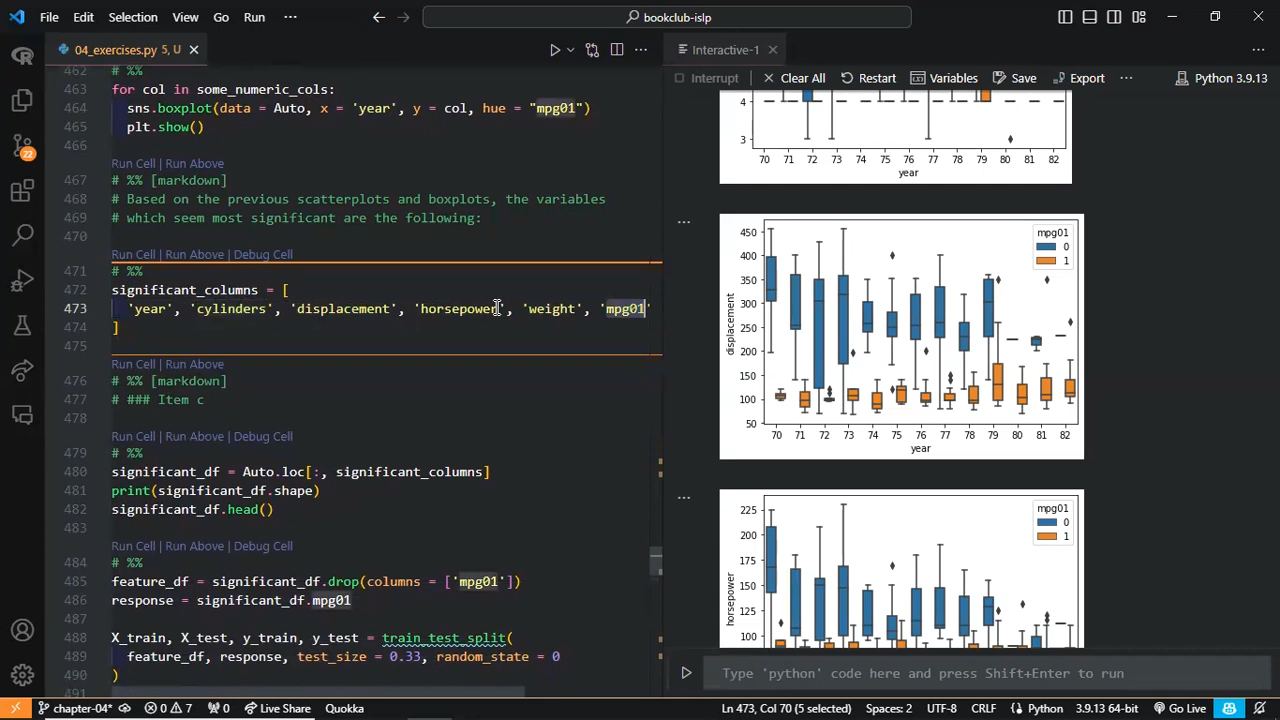 File Edit Selection View Go Run ··· bookclub-islp
04_exercises.py 5, U
Interactive-1
Interrupt Clear All Restart Variables Save Export ··· Python 3.9.13
462 # %%
463 for col in some_numeric_cols:
464 sns.boxplot(data = Auto, x = 'year', y = col, hue = "mpg01")
465 plt.show()
466
Run Cell | Run Above
467 # %% [markdown]
468 # Based on the previous scatterplots and boxplots, the variables
469 # which seem most significant are the following:
470
Run Cell | Run Above | Debug Cell
471 # %%
472 significant_columns = [
473 'year', 'cylinders', 'displacement', 'horsepower', 'weight', 'mpg01'
474 ]
475
Run Cell | Run Above
476 # %% [markdown]
477 # ### Item c
478
Run Cell | Run Above | Debug Cell
479 # %%
480 significant_df = Auto.loc[:, significant_columns]
481 print(significant_df.shape)
482 significant_df.head()
483
Run Cell | Run Above | Debug Cell
484 # %%
485 feature_df = significant_df.drop(columns = ['mpg01'])
486 response = significant_df.mpg01
487
488 X_train, X_test, y_train, y_test = train_test_split(
489 feature_df, response, test_size = 0.33, random_state = 0
490 )
491
4
3
70 71 72 73 74 75 76 77 78 79 80 81 82
year
mpg01
0
1
450
400
350
300
250
200
150
100
50
displacement
70 71 72 73 74 75 76 77 78 79 80 81 82
year
mpg01
0
1
225
200
175
150
125
100
horsepower
Type 'python' code here and press Shift+Enter to run
22
chapter-04* 0 7 Live Share Quokka Ln 473, Col 70 (5 selected) Spaces: 2 UTF-8 CRLF Python 3.9.13 64-bit Go Live